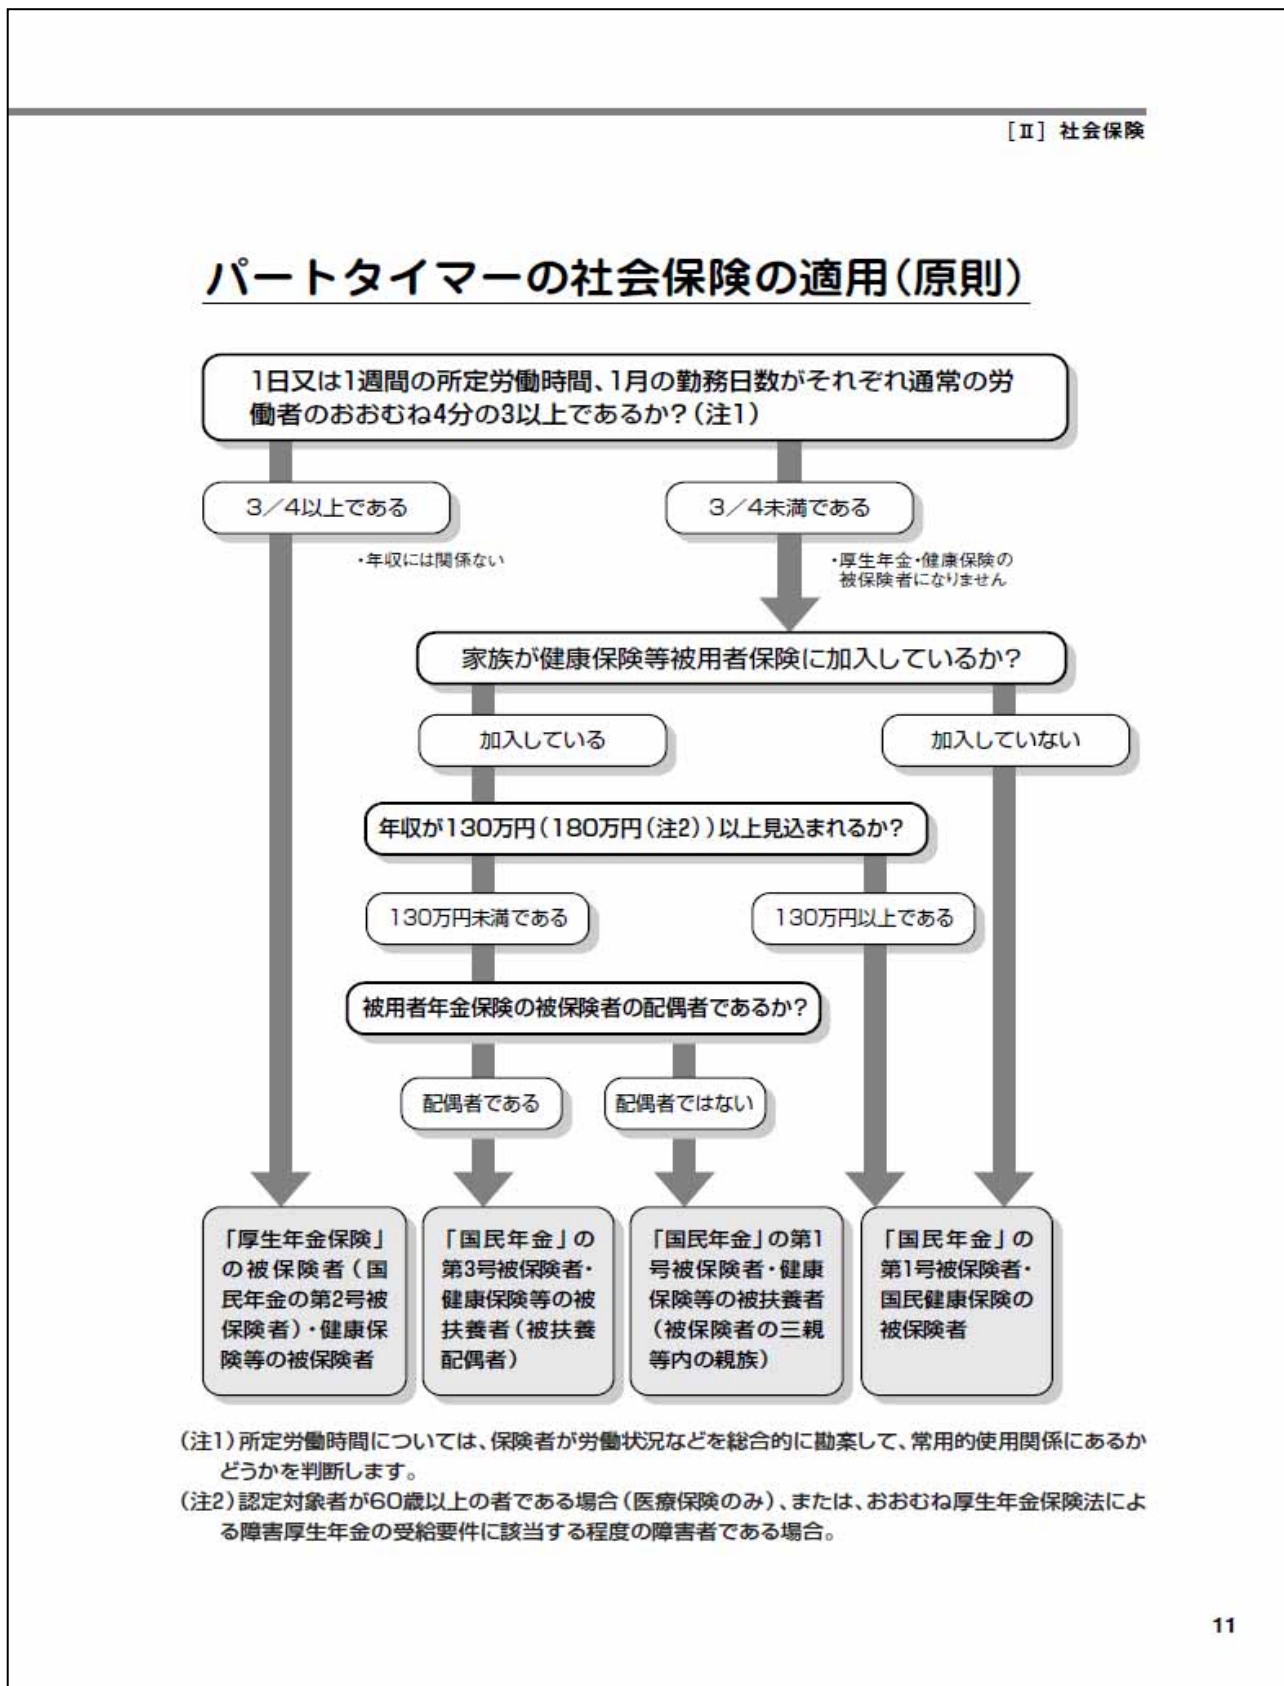 [Ⅱ] 社会保険
パートタイマーの社会保険の適用(原則)
1日又は1週間の所定労働時間、1月の勤務日数がそれぞれ通常の労
働者のおおむね4分の3以上であるか?(注1)
3/4以上である
3/4未満である
・年収には関係ない
・厚生年金・健康保険の
被保険者になりません
家族が健康保険等被用者保険に加入しているか?
加入している
加入していない
年収が130万円(180万円(注2))以上見込まれるか?
130万円未満である
130万円以上である
被用者年金保険の被保険者の配偶者であるか?
配偶者である
配偶者ではない
「厚生年金保険」
の被保険者(国
民年金の第2号被
保険者)・健康保
険等の被保険者
「国民年金」の
第3号被保険者・
健康保険等の被
扶養者(被扶養
配偶者)
「国民年金」の第1
号被保険者・健康
保険等の被扶養者
(被保険者の三親
等内の親族)
「国民年金」の
第1号被保険者・
国民健康保険の
被保険者
(注1)所定労働時間については、保険者が労働状況などを総合的に勘案して、常用的使用関係にあるか
どうかを判断します。
(注2)認定対象者が60歳以上の者である場合(医療保険のみ)、または、おおむね厚生年金保険法によ
る障害厚生年金の受給要件に該当する程度の障害者である場合。
11